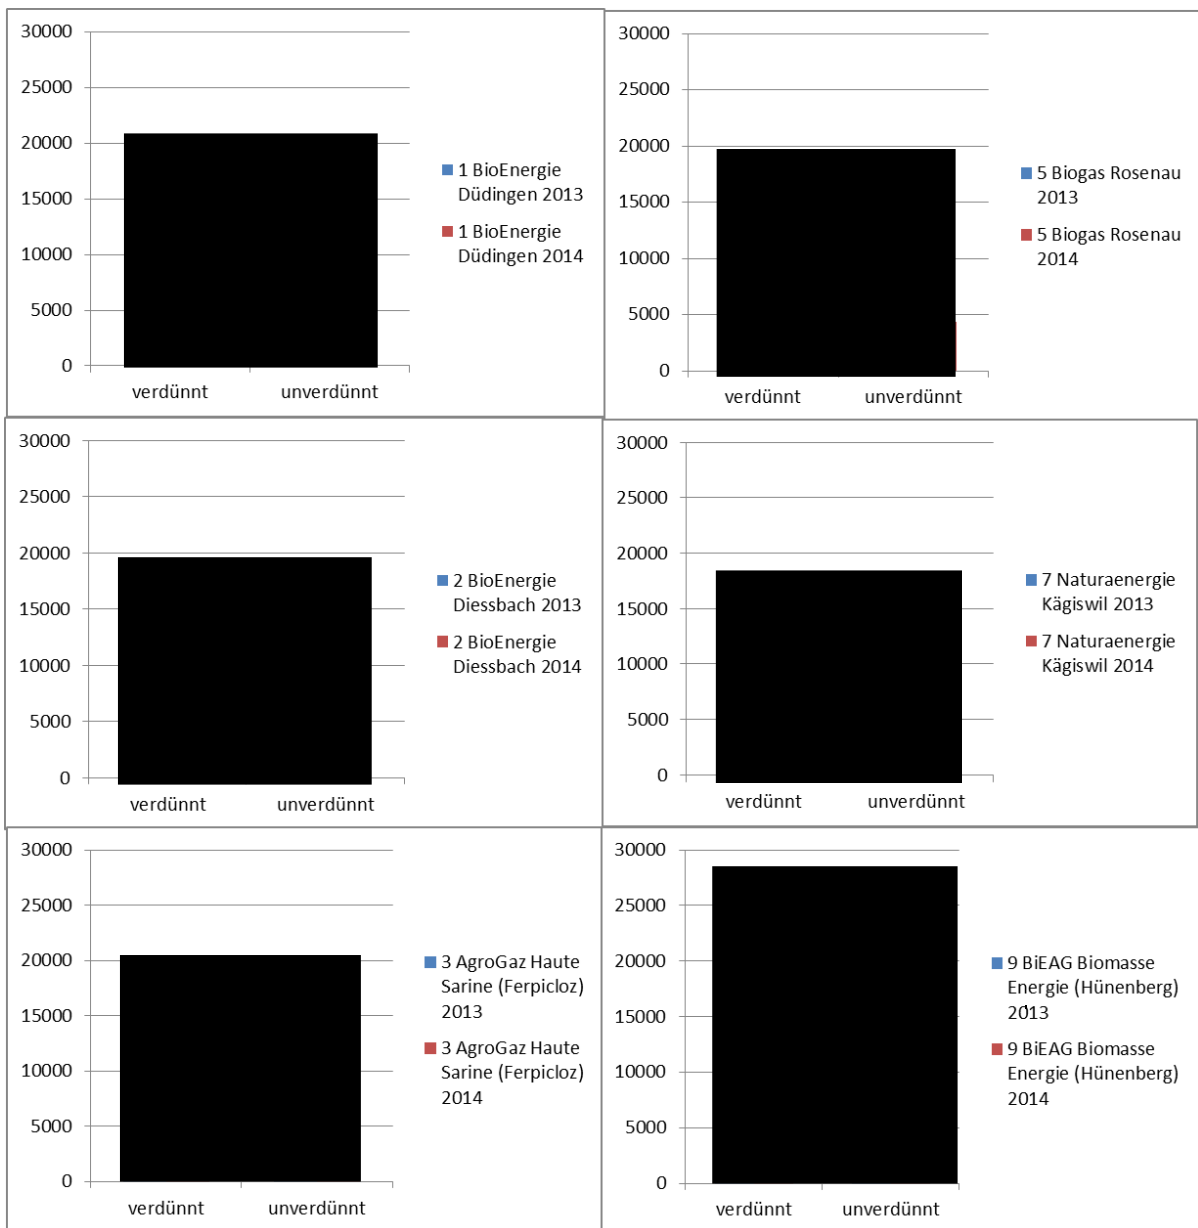 30000
25000
20000
15000
10000
5000
0
verdünnt unverdünnt
1 BioEnergie
Düdingen 2013
1 BioEnergie
Düdingen 2014
30000
25000
20000
15000
10000
5000
0
verdünnt unverdünnt
5 Biogas Rosenau
2013
5 Biogas Rosenau
2014
30000
25000
20000
15000
10000
5000
0
verdünnt unverdünnt
2 BioEnergie
Diessbach 2013
2 BioEnergie
Diessbach 2014
30000
25000
20000
15000
10000
5000
0
verdünnt unverdünnt
7 Naturaenergie
Kägiswil 2013
7 Naturaenergie
Kägiswil 2014
30000
25000
20000
15000
10000
5000
0
verdünnt unverdünnt
3 AgroGaz Haute
Sarine (Ferpicloz)
2013
3 AgroGaz Haute
Sarine (Ferpicloz)
2014
30000
25000
20000
15000
10000
5000
0
verdünnt unverdünnt
9 BiEAG Biomasse
Energie (Hünenberg)
2013
9 BiEAG Biomasse
Energie (Hünenberg)
2014